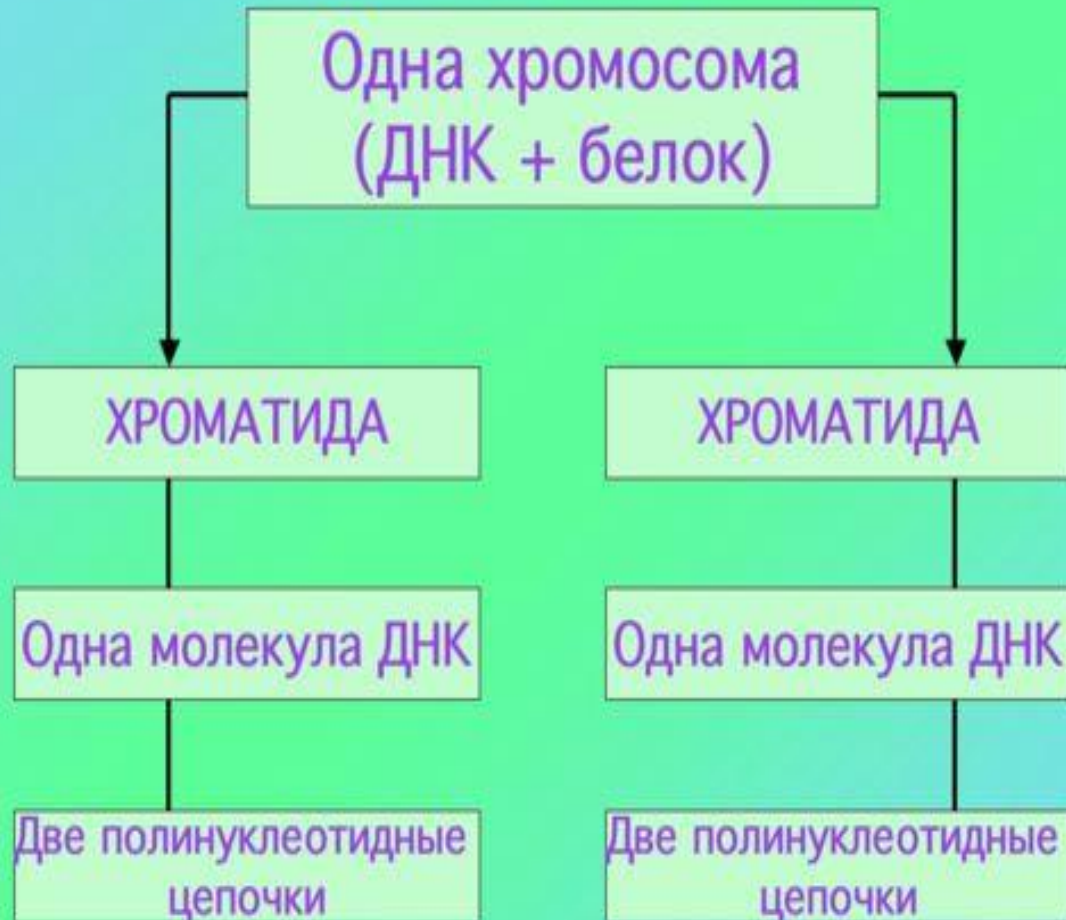 Одна хромосома
(ДНК + белок)
ХРОМАТИДА
ХРОМАТИДА
Одна молекула ДНК
Одна молекула ДНК
Две полинуклеотидные
цепочки
Две полинуклеотидные
цепочки